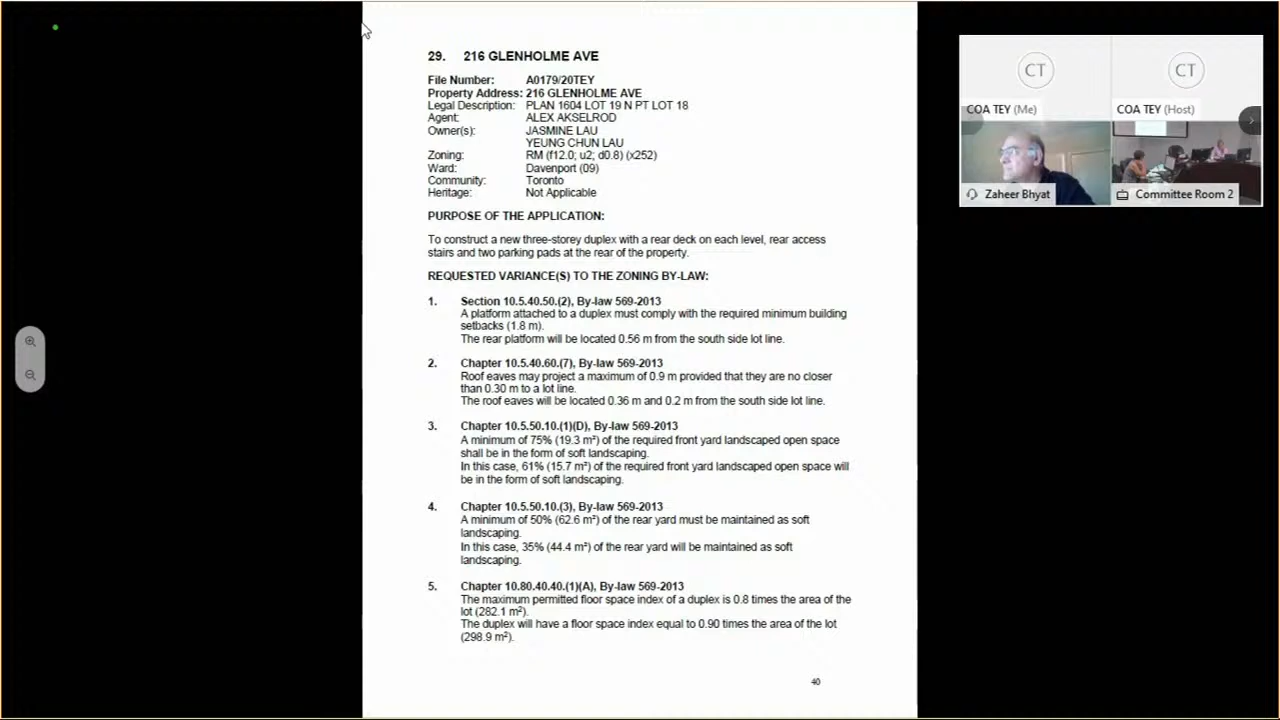 29. 216 GLENHOLME AVE
File Number: A0179/20TEY
Property Address: 216 GLENHOLME AVE
Legal Description: PLAN 1604 LOT 19 N PT LOT 18
Agent: ALEX AKSELROD
Owner(s): JASMINE LAU
YEUNG CHUN LAU
Zoning: RM (f12.0; u2; d0.8) (x252)
Ward: Davenport (09)
Community: Toronto
Heritage: Not Applicable
PURPOSE OF THE APPLICATION:
To construct a new three-storey duplex with a rear deck on each level, rear access
stairs and two parking pads at the rear of the property.
REQUESTED VARIANCE(S) TO THE ZONING BY-LAW:
1. Section 10.5.40.50.(2), By-law 569-2013
A platform attached to a duplex must comply with the required minimum building
setbacks (1.8 m).
The rear platform will be located 0.56 m from the south side lot line.
2. Chapter 10.5.40.60.(7), By-law 569-2013
Roof eaves may project a maximum of 0.9 m provided that they are no closer
than 0.30 m to a lot line.
The roof eaves will be located 0.36 m and 0.2 m from the south side lot line.
3. Chapter 10.5.50.10.(1)(D), By-law 569-2013
A minimum of 75% (19.3 m²) of the required front yard landscaped open space
shall be in the form of soft landscaping.
In this case, 61% (15.7 m²) of the required front yard landscaped open space will
be in the form of soft landscaping.
4. Chapter 10.5.50.10.(3), By-law 569-2013
A minimum of 50% (62.6 m²) of the rear yard must be maintained as soft
landscaping.
In this case, 35% (44.4 m²) of the rear yard will be maintained as soft
landscaping.
5. Chapter 10.80.40.40.(1)(A), By-law 569-2013
The maximum permitted floor space index of a duplex is 0.8 times the area of the
lot (282.1 m²).
The duplex will have a floor space index equal to 0.90 times the area of the lot
(298.9 m²).
40
CT CT
COA TEY (Me) COA TEY (Host)
Zaheer Bhyat Committee Room 2